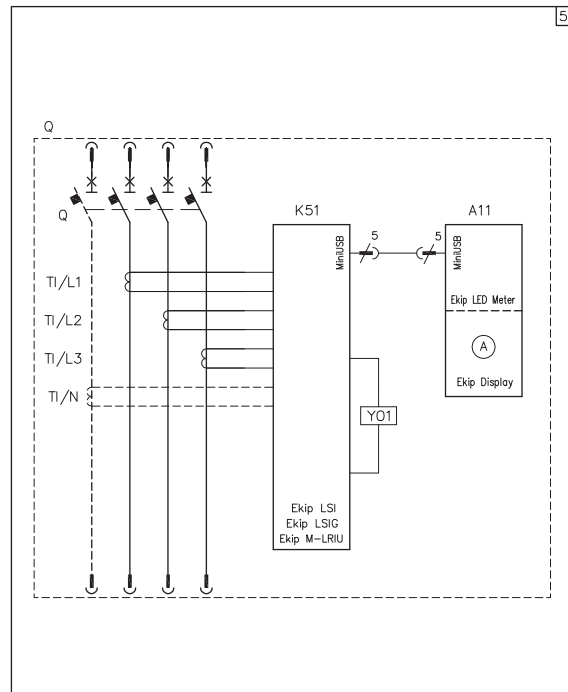 5
Q
Q
K51
A11
5
5
MiniUSB
MiniUSB
TI/L1
TI/L2
TI/L3
TI/N
Ekip LED Meter
A
Ekip Display
Y01
Ekip LSI
Ekip LSIG
Ekip M-LRIU